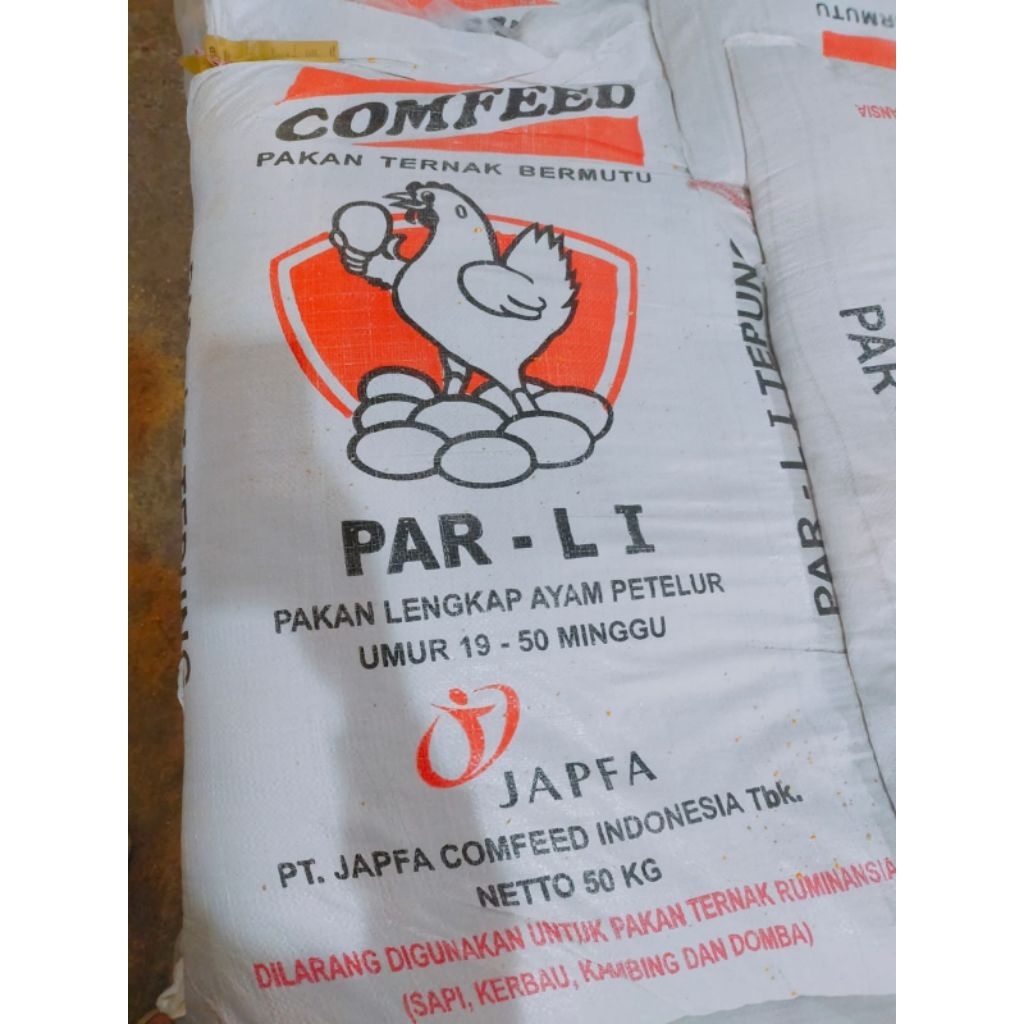 COMFEED
PAKAN TERNAK BERMUTU
PAR - L I
PAKAN LENGKAP AYAM PETELUR
UMUR 19 - 50 MINGGU
JAPFA
PT. JAPFA COMFEED INDONESIA Tbk.
NETTO 50 KG
DILARANG DIGUNAKAN UNTUK PAKAN TERNAK RUMINANSIA
(SAPI, KERBAU, KAMBING DAN DOMBA)
PAR - L I TEPUNG
PAR